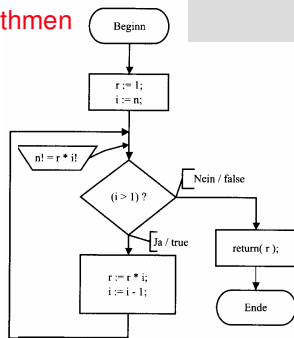 thmen
Beginn
r := 1;
i := n;
n! = r * i!
(i > 1) ?
Nein / false
Ja / true
r := r * i;
i := i - 1;
return( r );
Ende